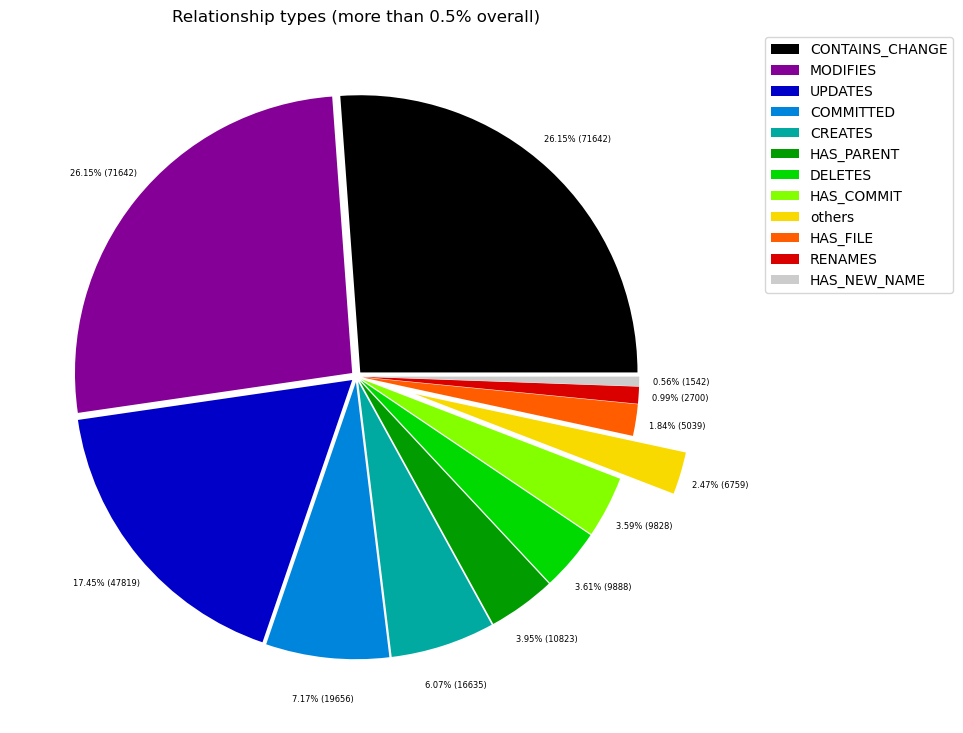 Relationship types (more than 0.5% overall)
CONTAINS_CHANGE
MODIFIES
UPDATES
COMMITTED
CREATES
HAS_PARENT
DELETES
HAS_COMMIT
others
HAS_FILE
RENAMES
HAS_NEW_NAME
26.15% (71642)
26.15% (71642)
17.45% (47819)
7.17% (19656)
6.07% (16635)
3.95% (10823)
3.61% (9888)
3.59% (9828)
2.47% (6759)
1.84% (5039)
0.99% (2700)
0.56% (1542)